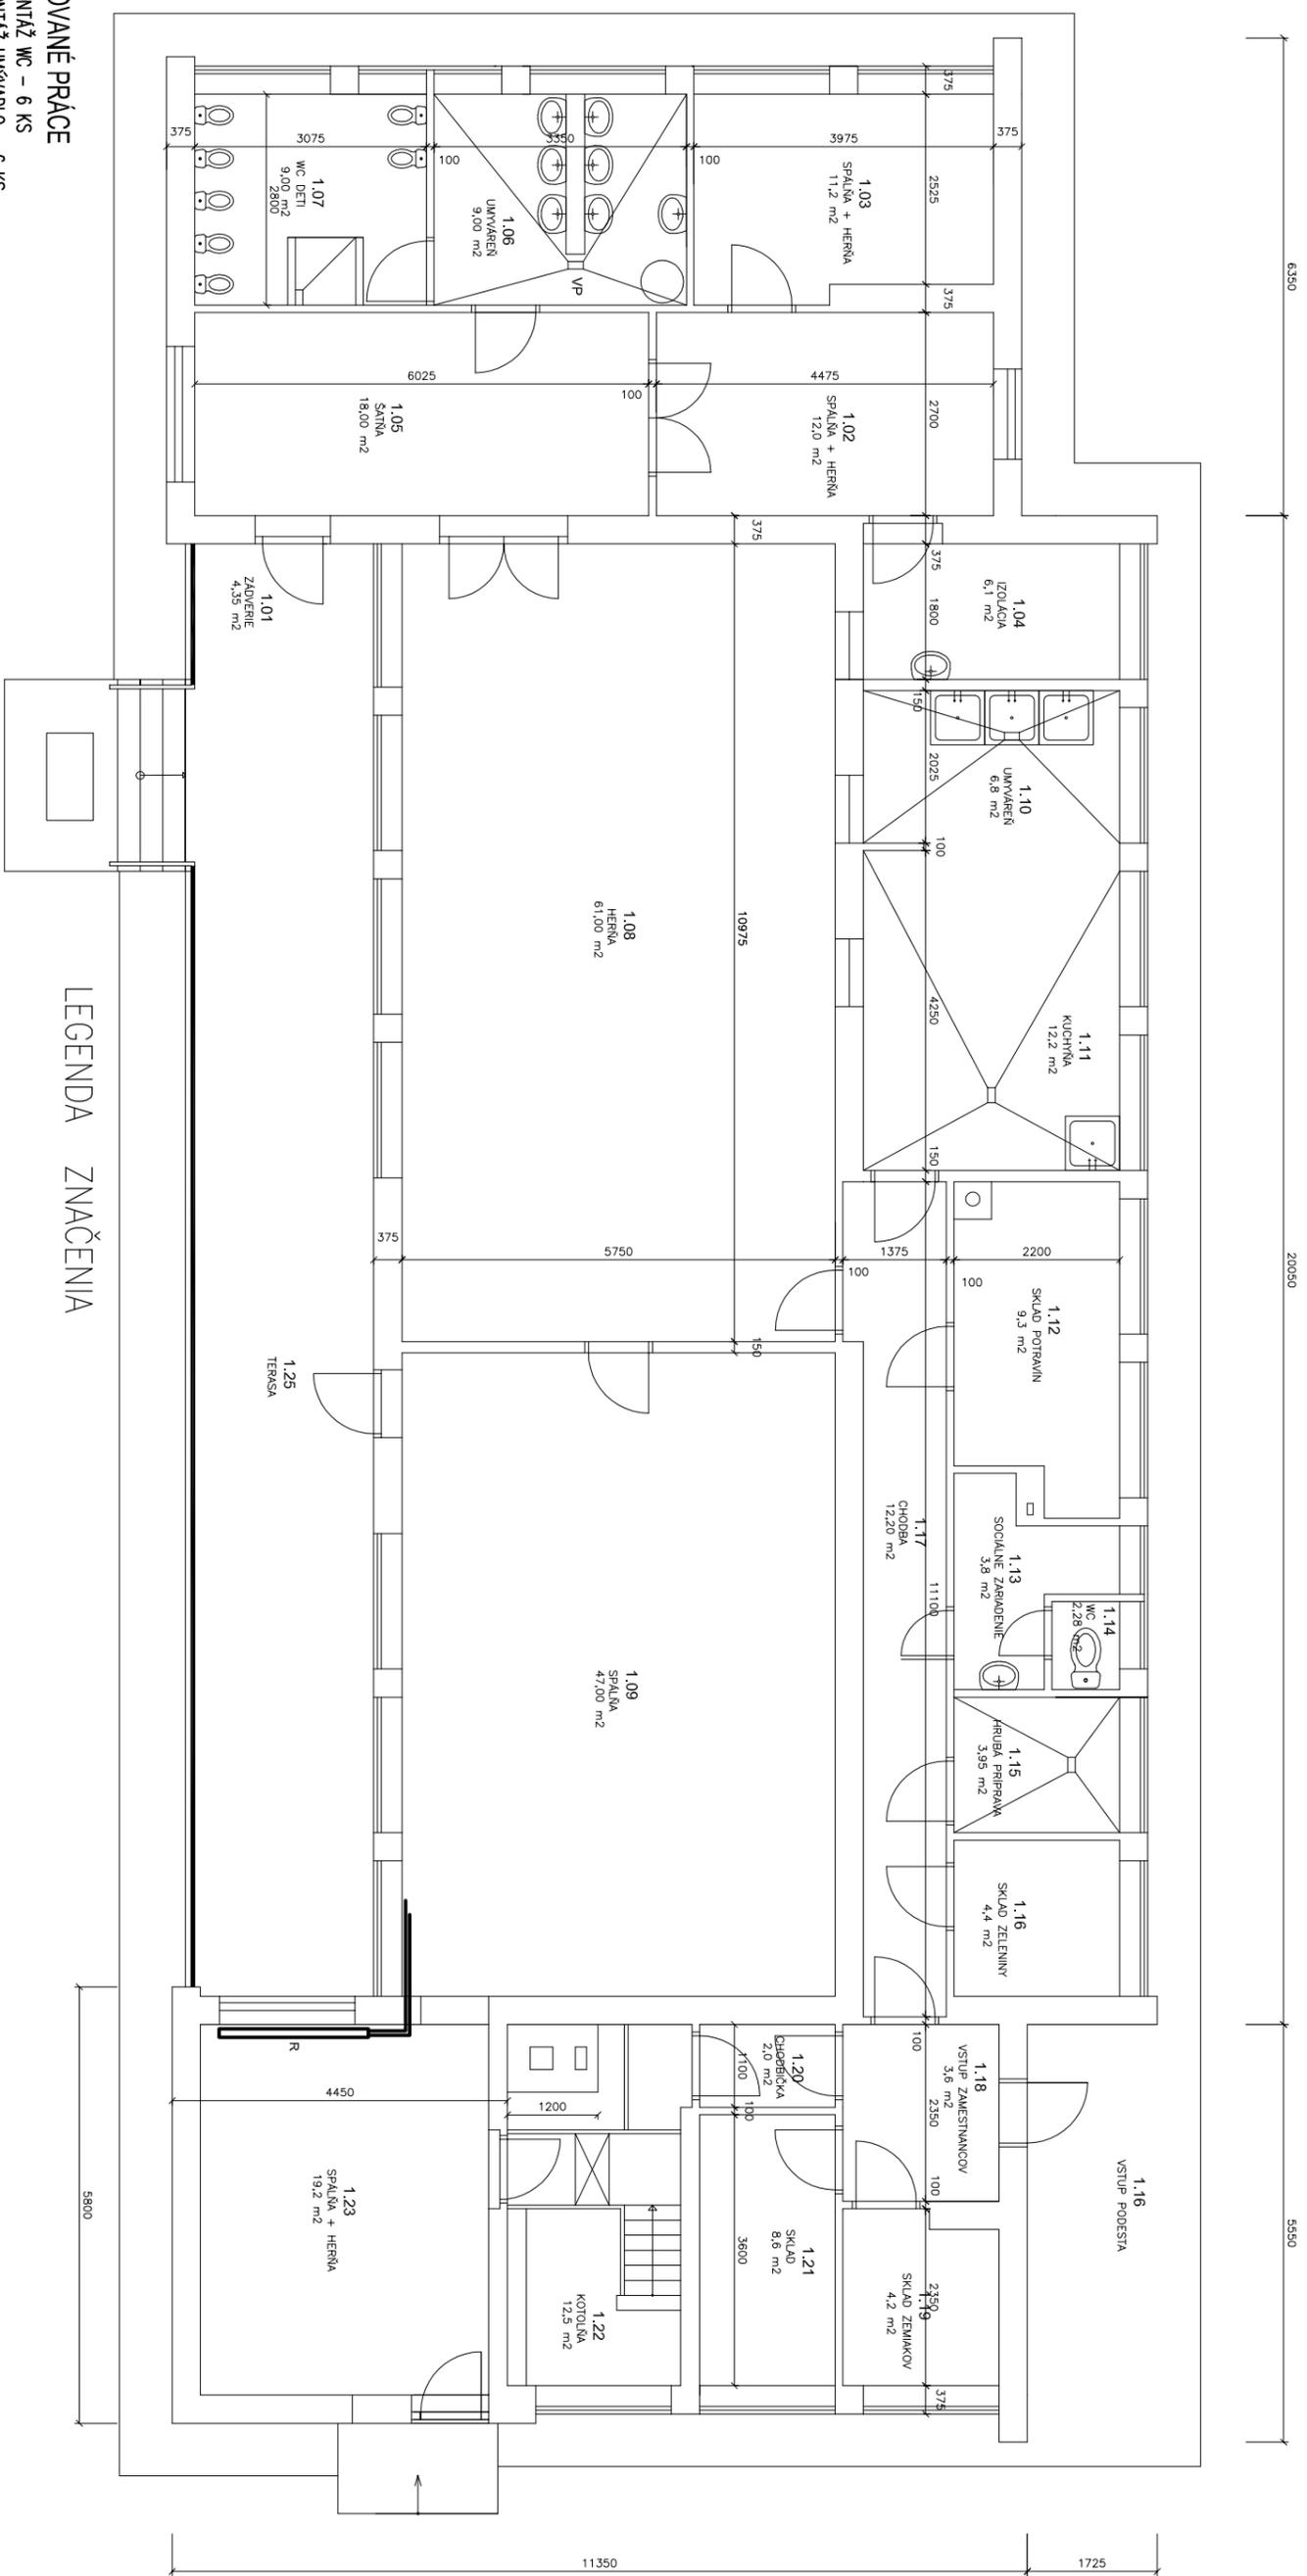 OVANÉ PRÁCE
NTÁŽ WC – 6 KS
LEGENDA ZNAČENIA
6350
20050
5550
5800
11350
1725
375
3075
100
3350
100
3975
375
375
2525
375
2700
375
1800
150
2025
100
4250
150
11100
100
2350
100
2350
375
1.07
WC DETI
9,00 m2
2800
1.06
UMYVÁREŇ
9,00 m2
VP
1.03
SPÁLŇA + HERŇA
11,2 m2
6025
100
4475
1.05
ŠATŇA
18,00 m2
1.02
SPÁLŇA + HERŇA
12,0 m2
375
10975
150
1.01
ZÁDVERIE
4,35 m2
1.04
IZOLÁCIA
6,1 m2
1.10
UMYVÁREŇ
6,8 m2
1.08
HERŇA
61,00 m2
1.11
KUCHYŇA
12,2 m2
375
5750
100
1375
100
2200
1.12
SKLAD POTRAVÍN
9,3 m2
1.25
TERASA
1.17
CHODBA
12,20 m2
1.13
SOCIÁLNE ZARIADENIE
3,8 m2
1.14
WC
2,28 m2
1.09
SPÁLŇA
47,00 m2
1.15
HRUBÁ PRÍPRAVA
3,95 m2
1.16
SKLAD ZELENINY
4,4 m2
R
1.20
CHODBIČKA
2,0 m2
1100
100
3600
1.18
VSTUP ZAMESTNANCOV
3,6 m2
4450
1200
1.16
VSTUP PODESTA
1.23
SPÁLŇA + HERŇA
19,2 m2
1.21
SKLAD
8,6 m2
1.22
KOTOLŇA
12,5 m2
1.19
SKLAD ZEMIAKOV
4,2 m2